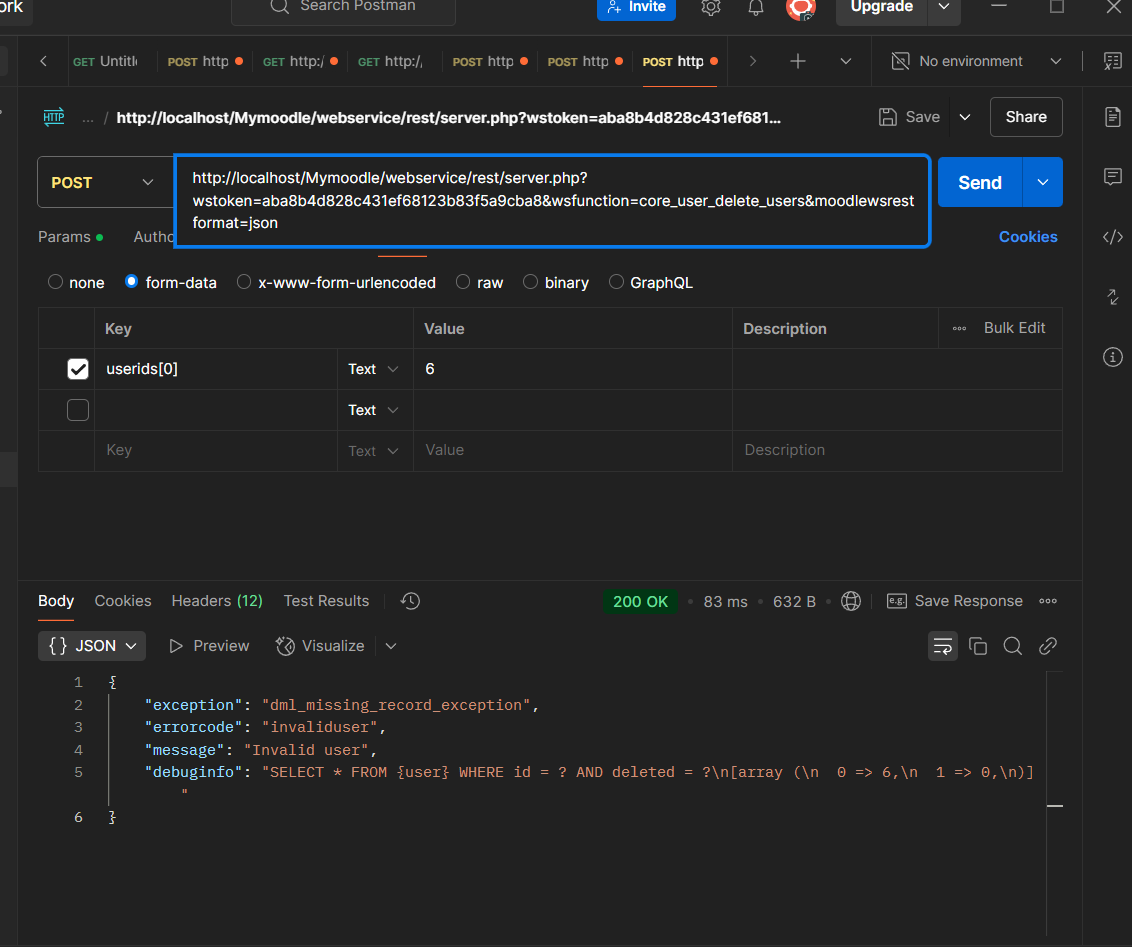 ork
Search Postman
Invite
Upgrade
GET Untitl
POST http
GET http:/
GET http:/
POST http
POST http
POST http
No environment
HTTP
... / http://localhost/Mymoodle/webservice/rest/server.php?wstoken=aba8b4d828c431ef681...
Save
Share
POST
http://localhost/Mymoodle/webservice/rest/server.php?
wstoken=aba8b4d828c431ef68123b83f5a9cba8&wsfunction=core_user_delete_users&moodlewsrest
format=json
Send
Params
Autho
Cookies
none
form-data
x-www-form-urlencoded
raw
binary
GraphQL
Key Value Description Bulk Edit
userids[0] Text 6
Text
Key Text Value Description
Body Cookies Headers (12) Test Results
200 OK • 83 ms • 632 B
e.g. Save Response
{} JSON
Preview
Visualize
1 {
2 "exception": "dml_missing_record_exception",
3 "errorcode": "invaliduser",
4 "message": "Invalid user",
5 "debuginfo": "SELECT * FROM {user} WHERE id = ? AND deleted = ?\n[array (\n  0 => 6,\n  1 => 0,\n)]
"
6 }